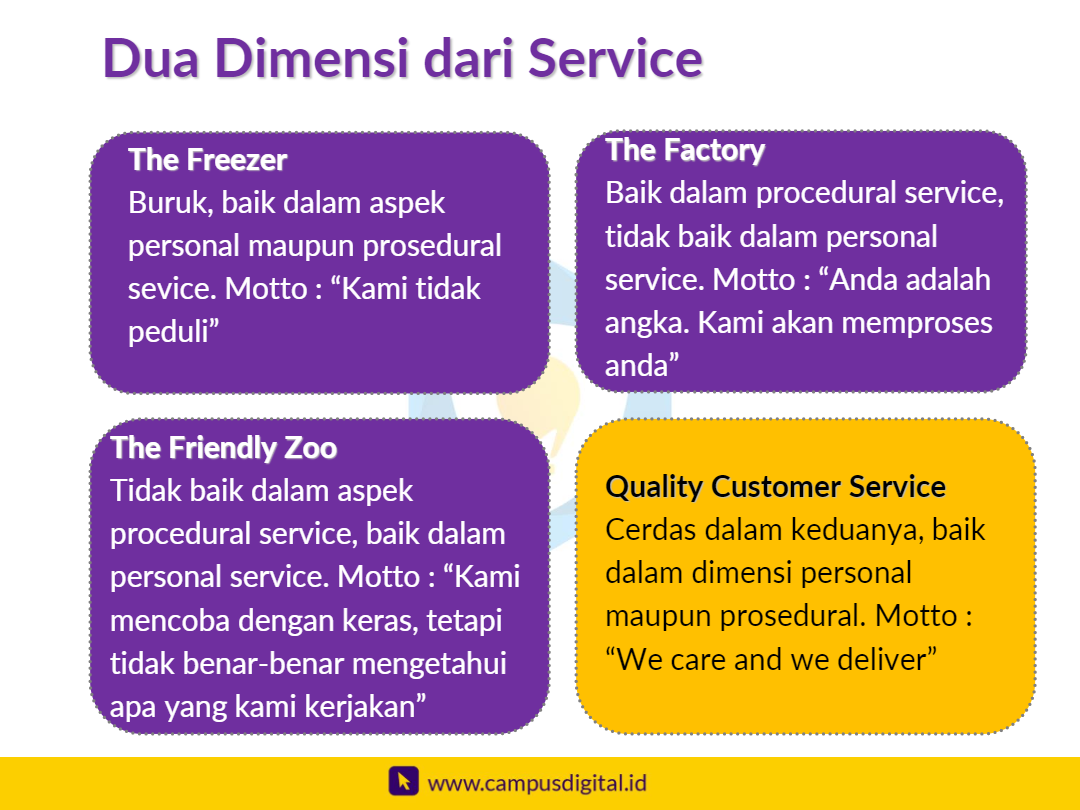 Dua Dimensi dari Service
The Freezer
Buruk, baik dalam aspek
personal maupun prosedural
sevice. Motto : “Kami tidak
peduli”
The Factory
Baik dalam procedural service,
tidak baik dalam personal
service. Motto : “Anda adalah
angka. Kami akan memproses
anda”
The Friendly Zoo
Tidak baik dalam aspek
procedural service, baik dalam
personal service. Motto : “Kami
mencoba dengan keras, tetapi
tidak benar-benar mengetahui
apa yang kami kerjakan”
Quality Customer Service
Cerdas dalam keduanya, baik
dalam dimensi personal
maupun prosedural. Motto :
“We care and we deliver”
www.campusdigital.id